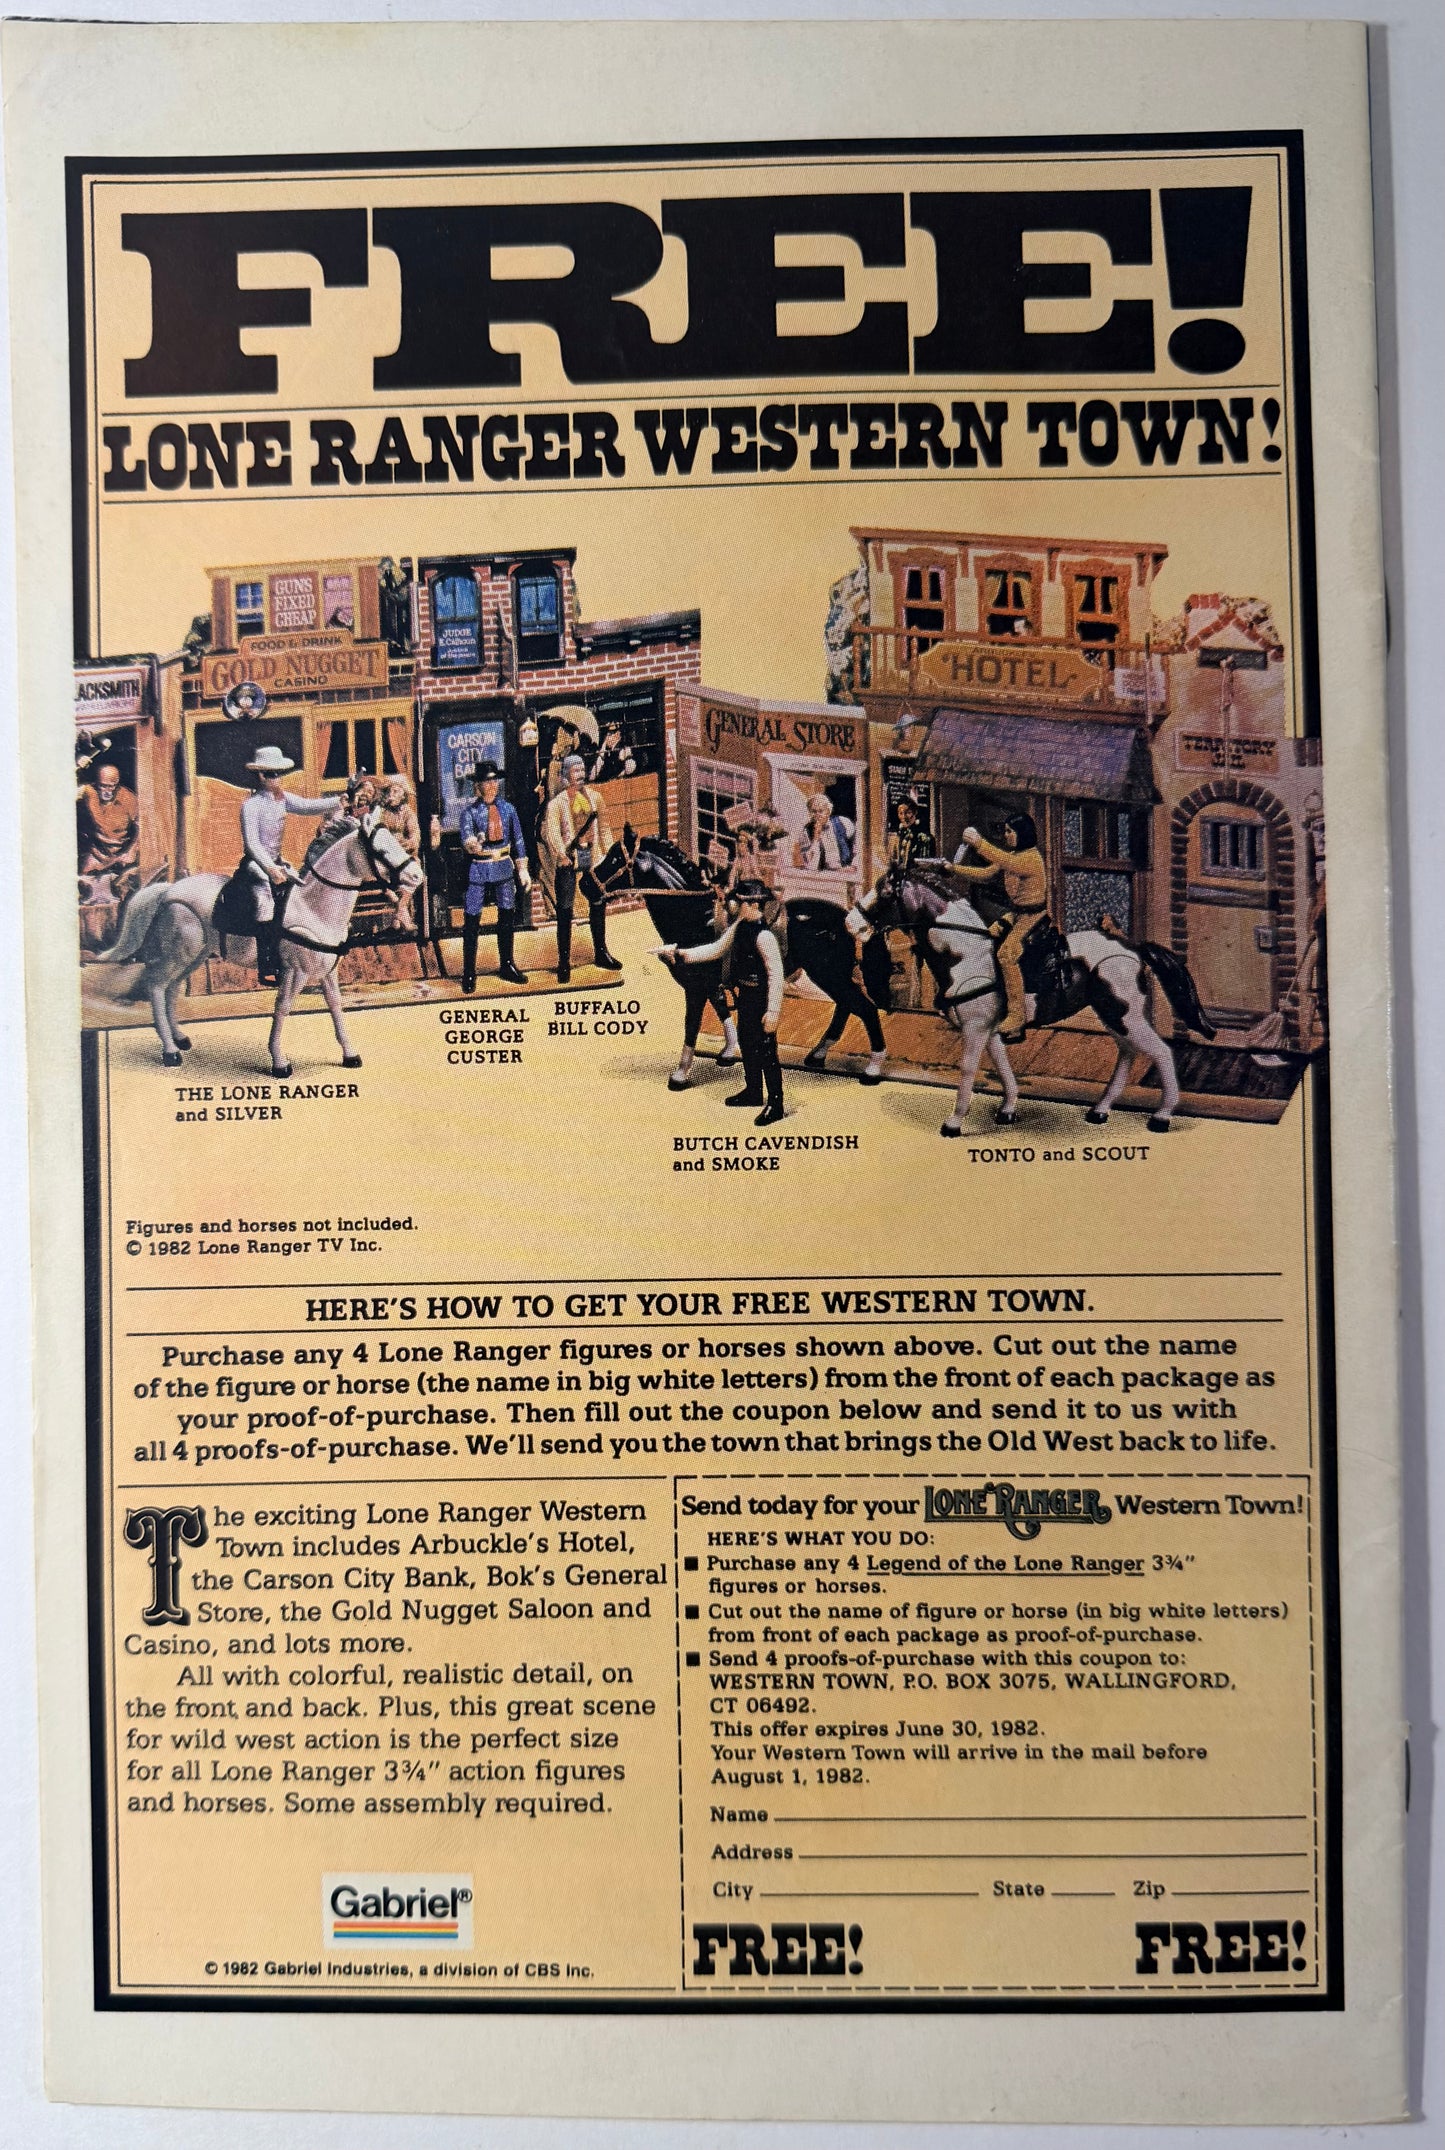 FREE!
LONE RANGER WESTERN TOWN!
GUNS
FIXED
CHEAP
JUDGE
FOOD & DRINK
GOLD NUGGET
CASINO
ACKSMITH
CARSON
CITY
BA
GENERAL STORE
HOTEL
TERRITORY
JAIL
GENERAL
GEORGE
CUSTER
BUFFALO
BILL CODY
THE LONE RANGER
and SILVER
BUTCH CAVENDISH
and SMOKE
TONTO and SCOUT
Figures and horses not included.
© 1982 Lone Ranger TV Inc.
HERE'S HOW TO GET YOUR FREE WESTERN TOWN.
Purchase any 4 Lone Ranger figures or horses shown above. Cut out the name
of the figure or horse (the name in big white letters) from the front of each package as
your proof-of-purchase. Then fill out the coupon below and send it to us with
all 4 proofs-of-purchase. We'll send you the town that brings the Old West back to life.
The exciting Lone Ranger Western
Town includes Arbuckle's Hotel,
the Carson City Bank, Bok's General
Store, the Gold Nugget Saloon and
Casino, and lots more.
All with colorful, realistic detail, on
the front and back. Plus, this great scene
for wild west action is the perfect size
for all Lone Ranger 3¾" action figures
and horses. Some assembly required.
Gabriel®
© 1982 Gabriel Industries, a division of CBS Inc.
Send today for your LONE RANGER Western Town!
HERE'S WHAT YOU DO:
■ Purchase any 4 Legend of the Lone Ranger 3¾"
figures or horses.
■ Cut out the name of figure or horse (in big white letters)
from front of each package as proof-of-purchase.
■ Send 4 proofs-of-purchase with this coupon to:
WESTERN TOWN, P.O. BOX 3075, WALLINGFORD,
CT 06492.
This offer expires June 30, 1982.
Your Western Town will arrive in the mail before
August 1, 1982.
Name
Address
City State Zip
FREE! FREE!